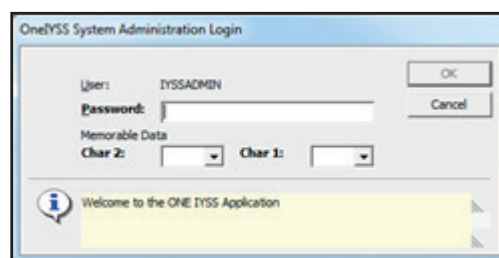 OneIYSS System Administration Login
User: IYSSADMIN
OK
Password:
Cancel
Memorable Data
Char 2: Char 1:
Welcome to the ONE IYSS Application